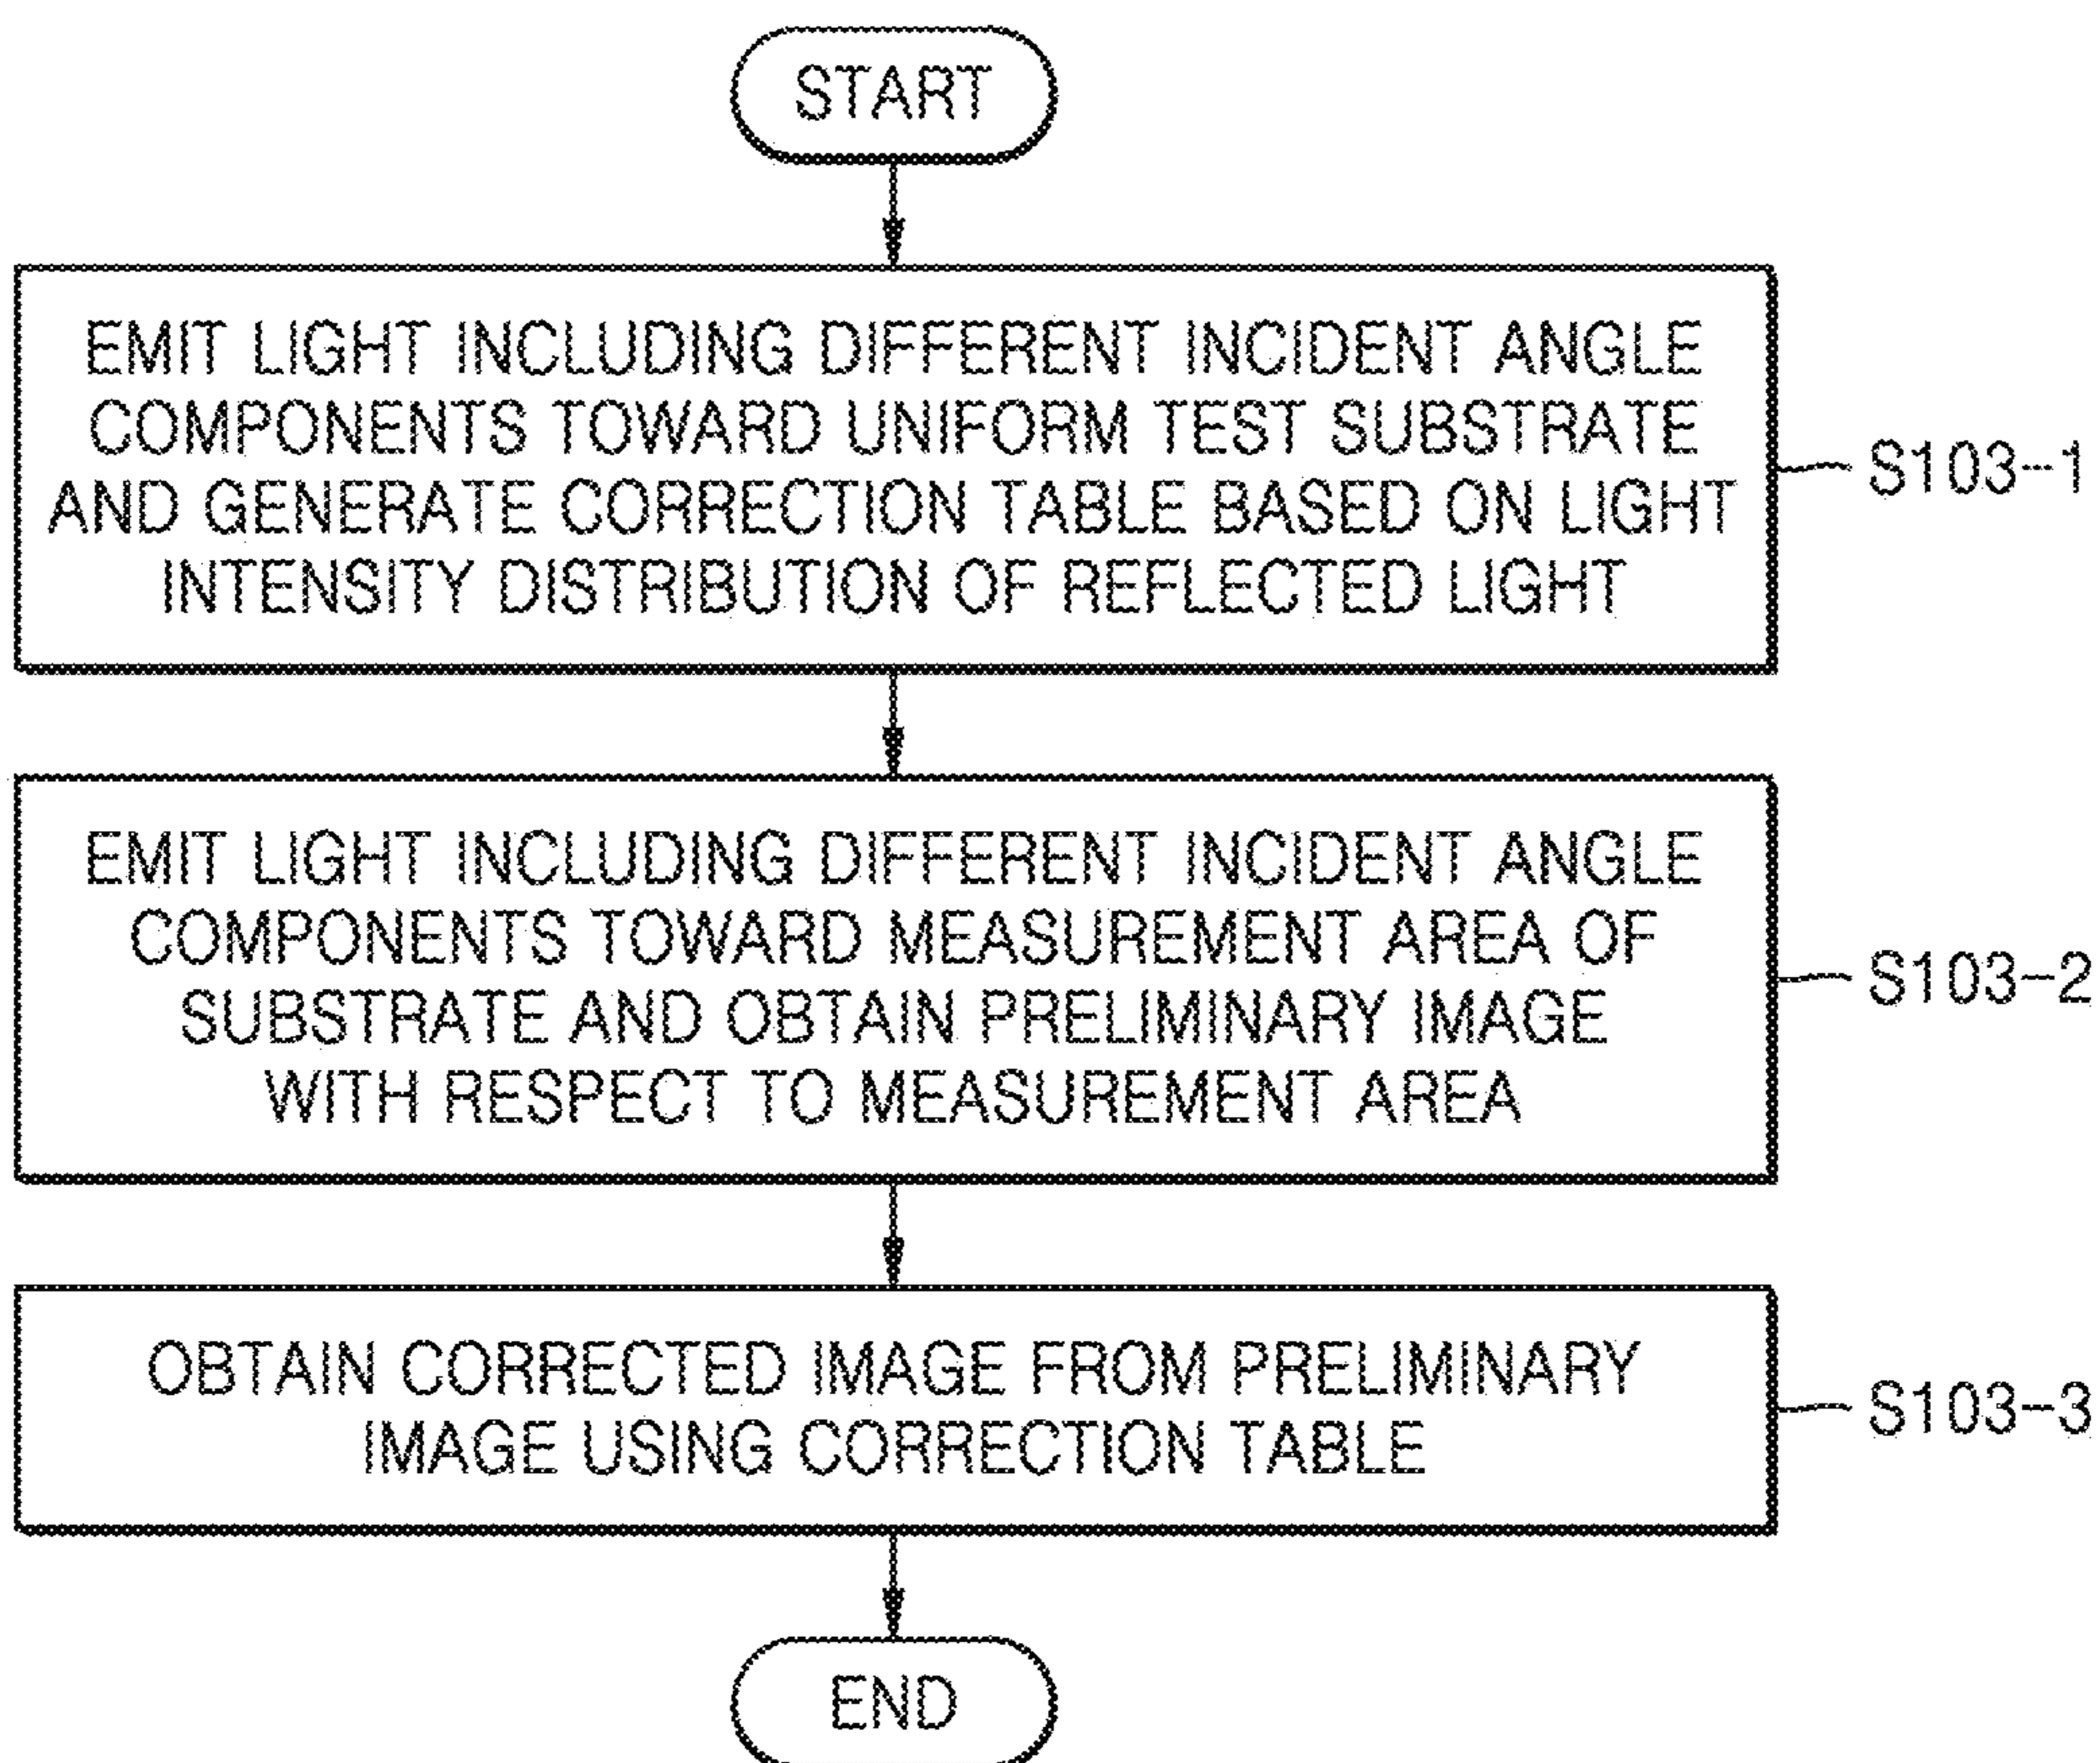 START
EMIT LIGHT INCLUDING DIFFERENT INCIDENT ANGLE
COMPONENTS TOWARD UNIFORM TEST SUBSTRATE
AND GENERATE CORRECTION TABLE BASED ON LIGHT
INTENSITY DISTRIBUTION OF REFLECTED LIGHT
S103-1
EMIT LIGHT INCLUDING DIFFERENT INCIDENT ANGLE
COMPONENTS TOWARD MEASUREMENT AREA OF
SUBSTRATE AND OBTAIN PRELIMINARY IMAGE
WITH RESPECT TO MEASUREMENT AREA
S103-2
OBTAIN CORRECTED IMAGE FROM PRELIMINARY
IMAGE USING CORRECTION TABLE
S103-3
END